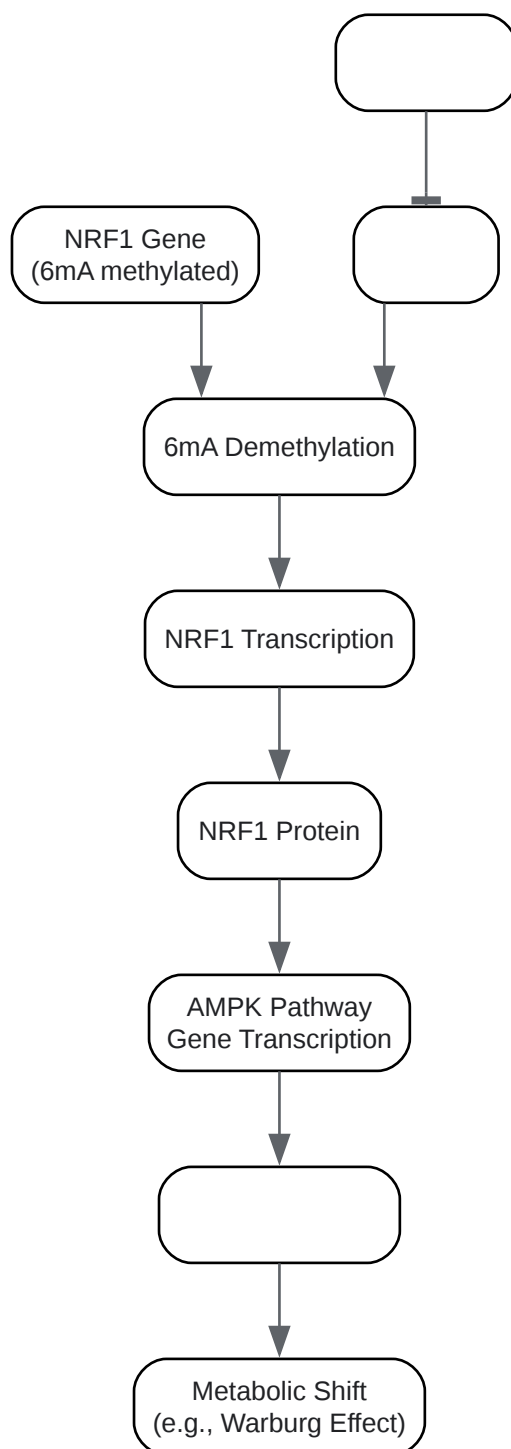 NRF1 Gene
(6mA methylated)
6mA Demethylation
NRF1 Transcription
NRF1 Protein
AMPK Pathway
Gene Transcription
Metabolic Shift
(e.g., Warburg Effect)